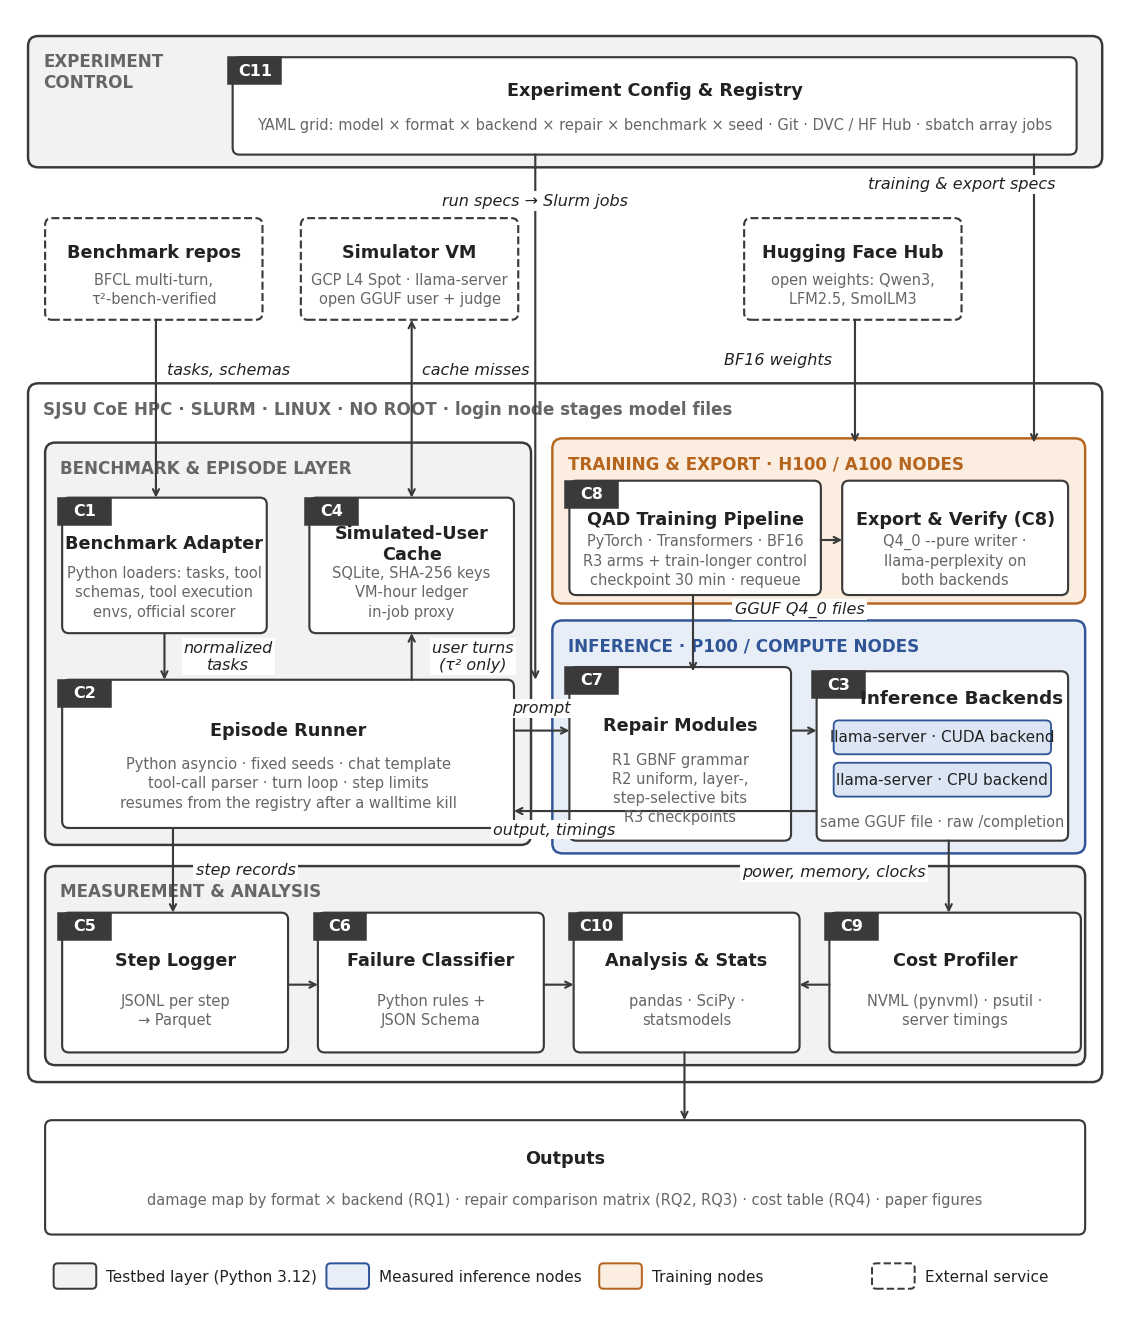 EXPERIMENT
CONTROL
C11
Experiment Config & Registry
YAML grid: model × format × backend × repair × benchmark × seed · Git · DVC / HF Hub · sbatch array jobs
run specs → Slurm jobs
training & export specs
Benchmark repos
BFCL multi-turn,
τ²-bench-verified
Simulator VM
GCP L4 Spot · llama-server
open GGUF user + judge
Hugging Face Hub
open weights: Qwen3,
LFM2.5, SmolLM3
tasks, schemas
cache misses
BF16 weights
SJSU CoE HPC · SLURM · LINUX · NO ROOT · login node stages model files
BENCHMARK & EPISODE LAYER
C1
Benchmark Adapter
Python loaders: tasks, tool
schemas, tool execution
envs, official scorer
C4
Simulated-User
Cache
SQLite, SHA-256 keys
VM-hour ledger
in-job proxy
TRAINING & EXPORT · H100 / A100 NODES
C8
QAD Training Pipeline
PyTorch · Transformers · BF16
R3 arms + train-longer control
checkpoint 30 min · requeue
Export & Verify (C8)
Q4_0 --pure writer ·
llama-perplexity on
both backends
GGUF Q4_0 files
normalized
tasks
user turns
(τ² only)
C2
Episode Runner
Python asyncio · fixed seeds · chat template
tool-call parser · turn loop · step limits
resumes from the registry after a walltime kill
prompt
output, timings
INFERENCE · P100 / COMPUTE NODES
C7
Repair Modules
R1 GBNF grammar
R2 uniform, layer-,
step-selective bits
R3 checkpoints
C3
Inference Backends
llama-server · CUDA backend
llama-server · CPU backend
same GGUF file · raw /completion
step records
power, memory, clocks
MEASUREMENT & ANALYSIS
C5
Step Logger
JSONL per step
→ Parquet
C6
Failure Classifier
Python rules +
JSON Schema
C10
Analysis & Stats
pandas · SciPy ·
statsmodels
C9
Cost Profiler
NVML (pynvml) · psutil ·
server timings
Outputs
damage map by format × backend (RQ1) · repair comparison matrix (RQ2, RQ3) · cost table (RQ4) · paper figures
Testbed layer (Python 3.12)
Measured inference nodes
Training nodes
External service